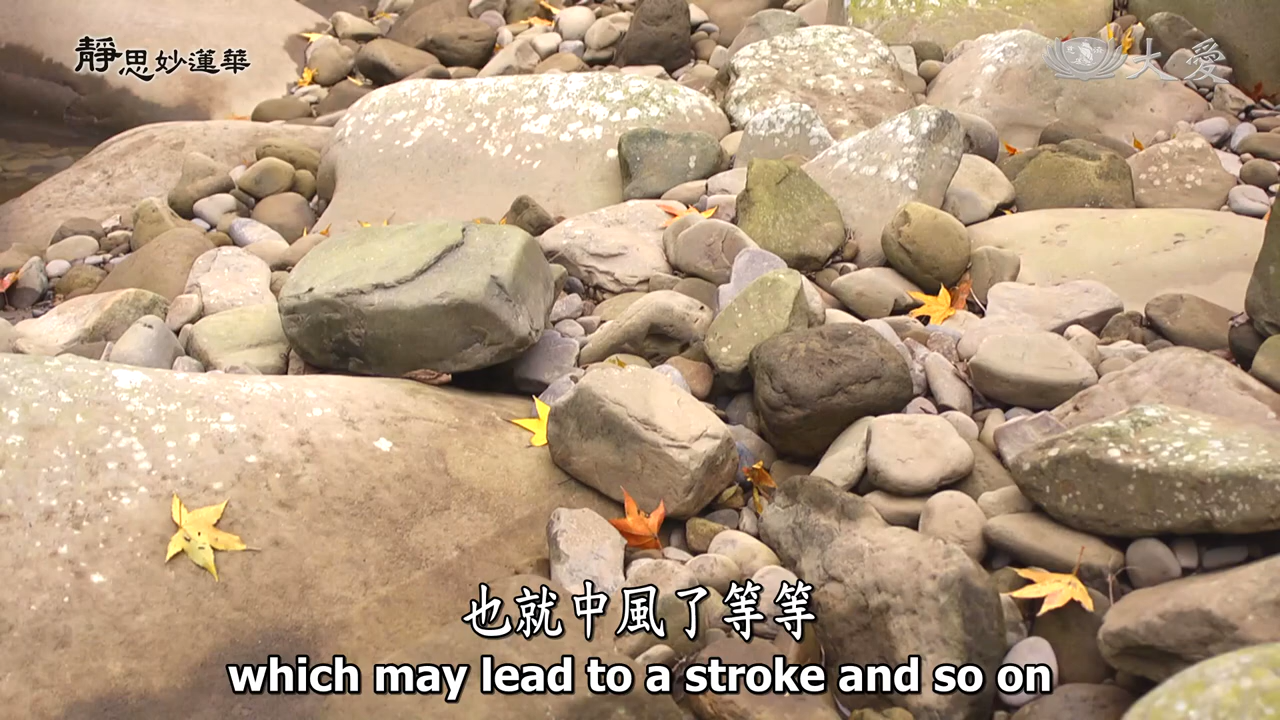 靜思妙蓮華
大愛
也就中風了等等
which may lead to a stroke and so on